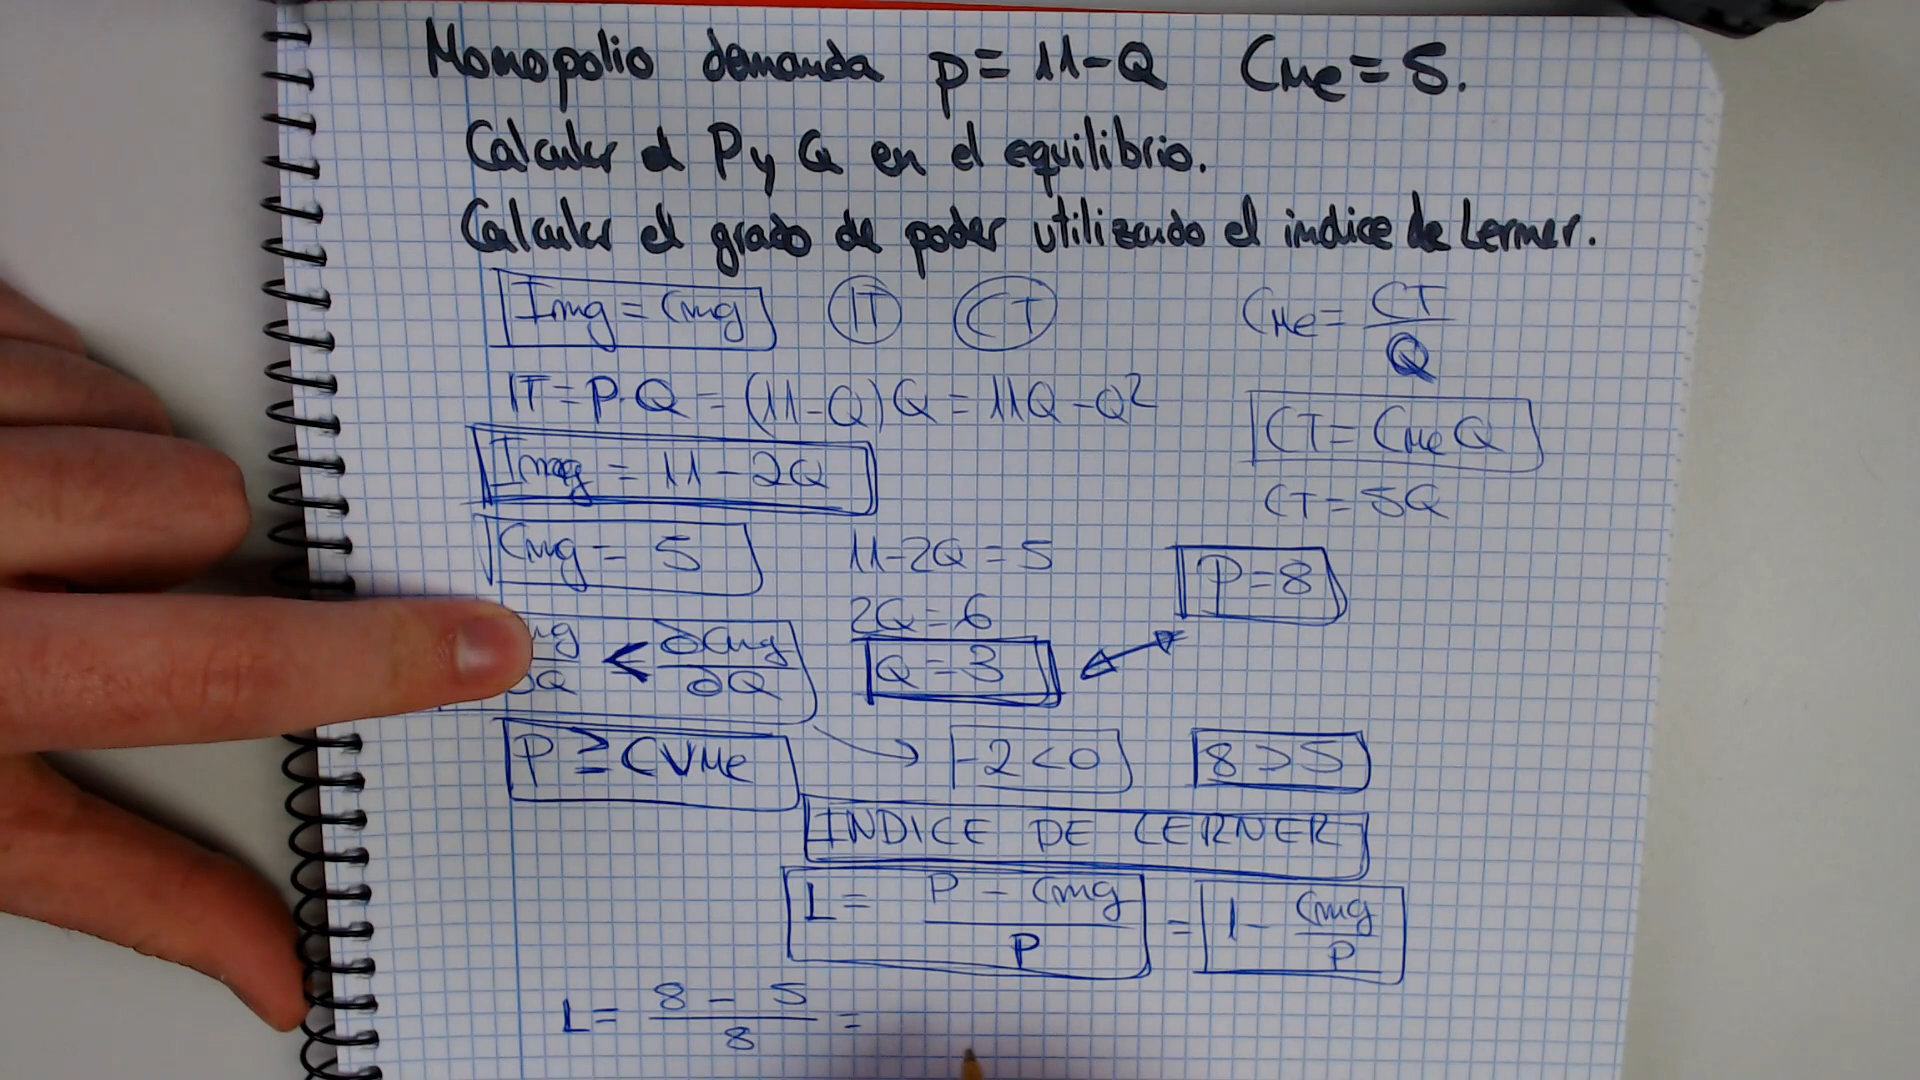 Monopolio demanda P = 11 - Q CMe = 5.
Calcular el P y Q en el equilibrio.
Calcular el grado de poder utilizando el indice de Lerner.
Img = Cmg IT CT CMe = CT/Q
IT = P·Q = (11-Q)Q = 11Q - Q² CT = CMe Q
Img = 11 - 2Q CT = 5Q
Cmg = 5 11 - 2Q = 5 P = 8
2Q = 6
mg/∂Q < ∂Cmg/∂Q Q = 3
P ≥ CVMe → -2 < 0 8 > 5
INDICE DE LERNER
L = (P - Cmg)/P = 1 - Cmg/P
L = (8 - 5)/8 =